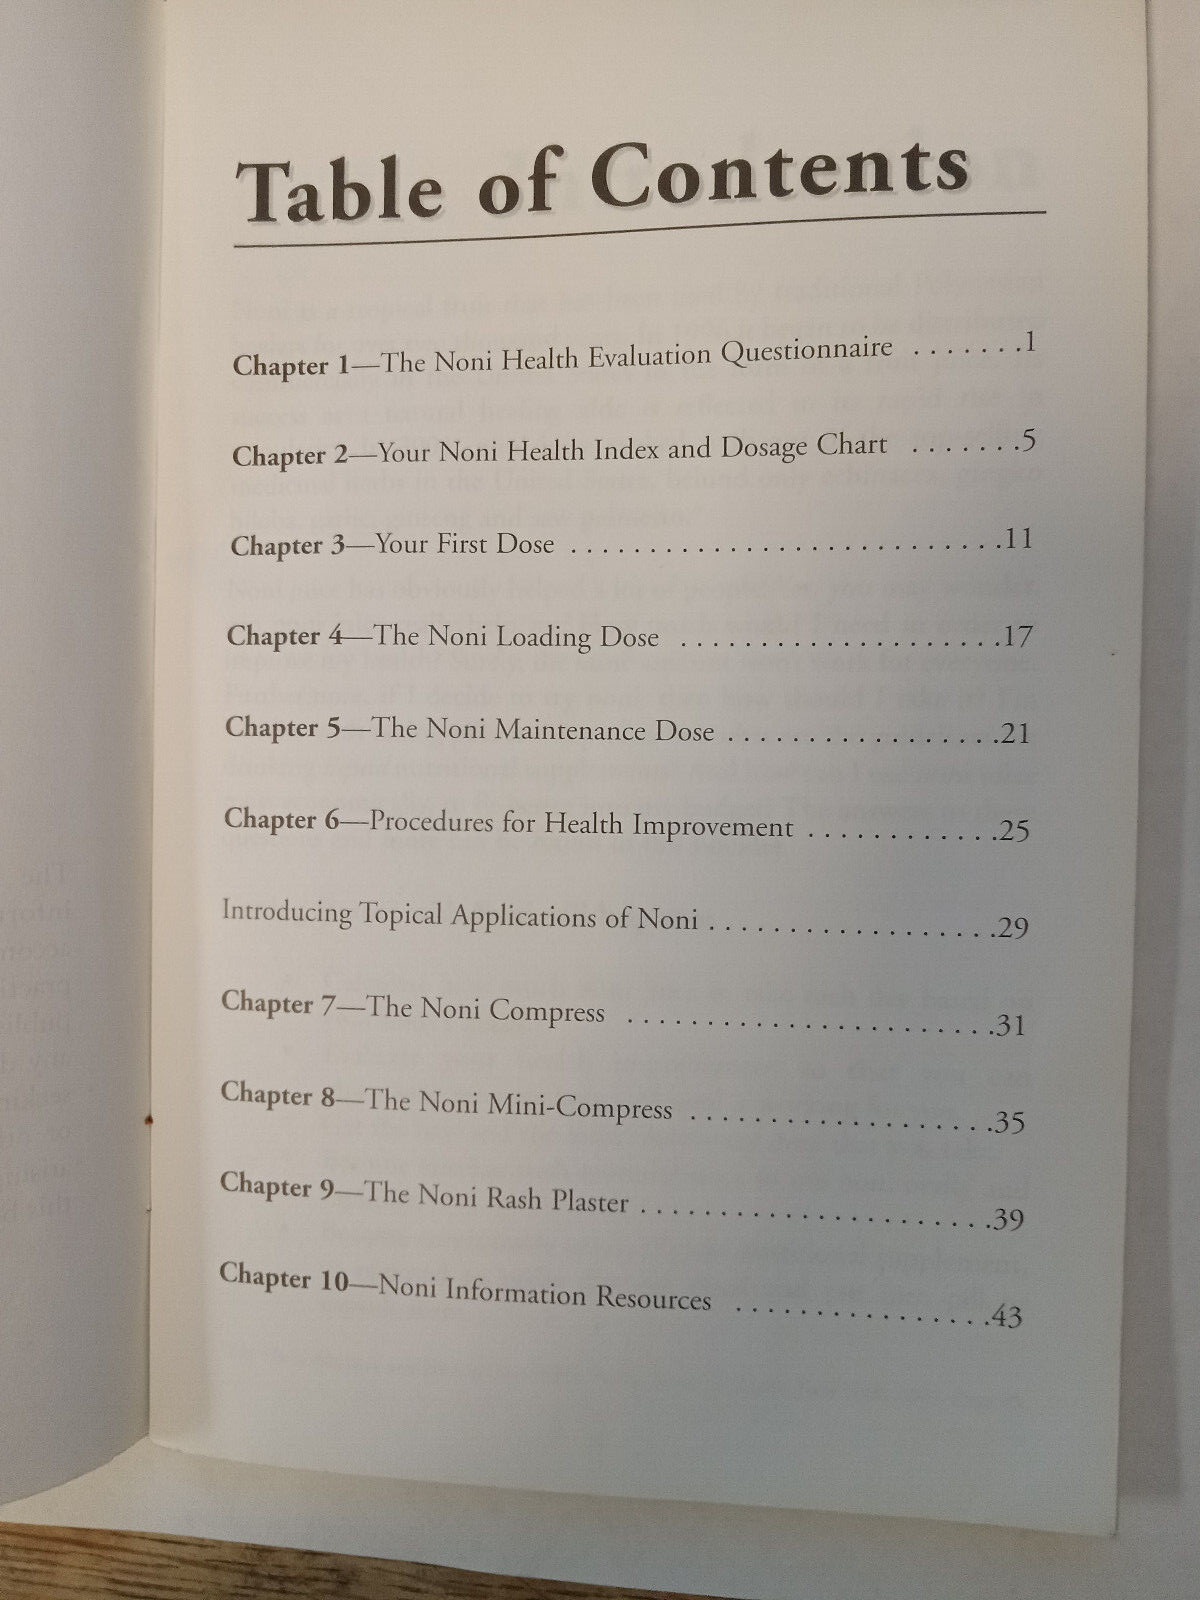 Table of Contents
Chapter 1—The Noni Health Evaluation Questionnaire . . . . . . .1
Chapter 2—Your Noni Health Index and Dosage Chart . . . . . . .5
Chapter 3—Your First Dose . . . . . . . . . . . . . . . . . . . . . . . . . . .11
Chapter 4—The Noni Loading Dose . . . . . . . . . . . . . . . . . . . .17
Chapter 5—The Noni Maintenance Dose . . . . . . . . . . . . . . . . .21
Chapter 6—Procedures for Health Improvement . . . . . . . . . . . .25
Introducing Topical Applications of Noni . . . . . . . . . . . . . . . . . .29
Chapter 7—The Noni Compress . . . . . . . . . . . . . . . . . . . . . . .31
Chapter 8—The Noni Mini-Compress . . . . . . . . . . . . . . . . . . .35
Chapter 9—The Noni Rash Plaster . . . . . . . . . . . . . . . . . . . . . .39
Chapter 10—Noni Information Resources . . . . . . . . . . . . . . . .43